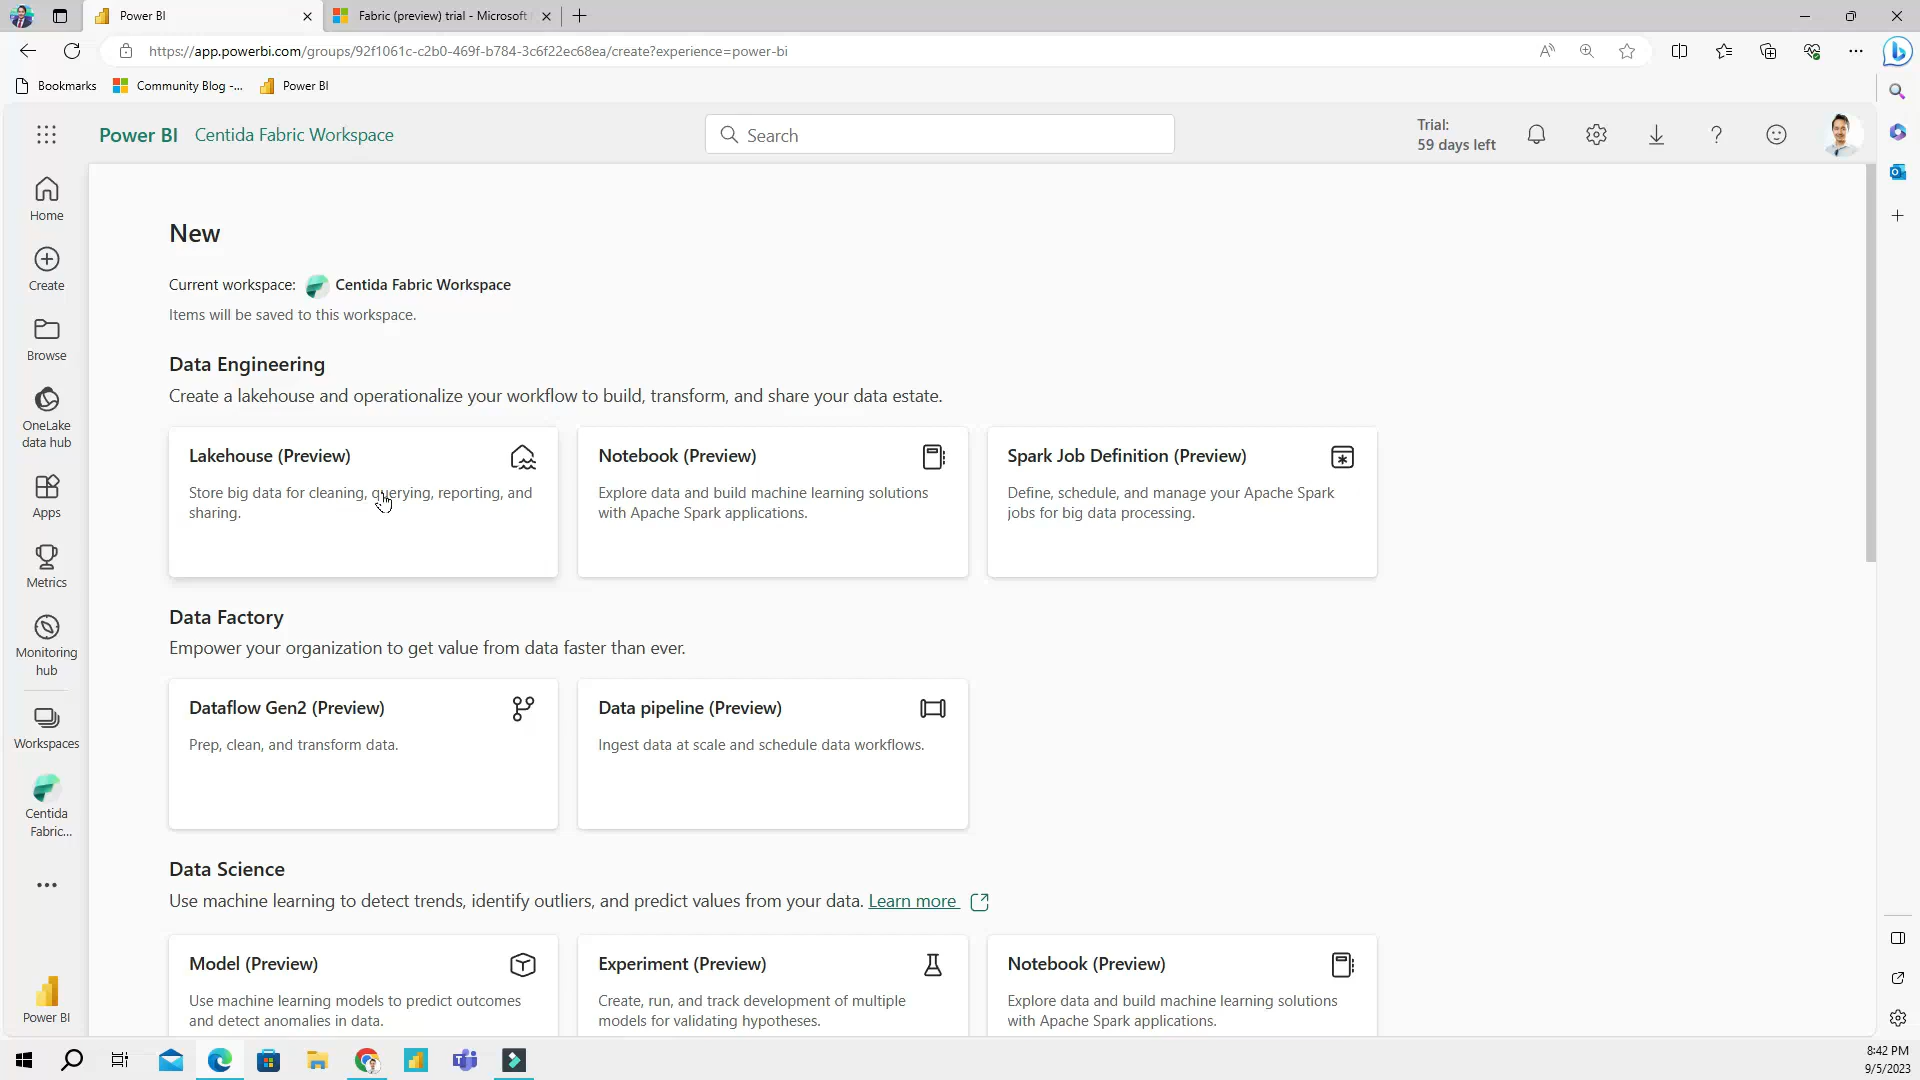 Power BI
Fabric (preview) trial - Microsoft
https://app.powerbi.com/groups/92f1061c-c2b0-469f-b784-3c6f22ec68ea/create?experience=power-bi
Bookmarks
Community Blog -...
Power BI
Power BI
Centida Fabric Workspace
Search
Trial:
59 days left
Home
Create
Browse
OneLake
data hub
Apps
Metrics
Monitoring
hub
Workspaces
Centida
Fabric...
Power BI
New
Current workspace:
Centida Fabric Workspace
Items will be saved to this workspace.
Data Engineering
Create a lakehouse and operationalize your workflow to build, transform, and share your data estate.
Lakehouse (Preview)
Store big data for cleaning, querying, reporting, and
sharing.
Notebook (Preview)
Explore data and build machine learning solutions
with Apache Spark applications.
Spark Job Definition (Preview)
Define, schedule, and manage your Apache Spark
jobs for big data processing.
Data Factory
Empower your organization to get value from data faster than ever.
Dataflow Gen2 (Preview)
Prep, clean, and transform data.
Data pipeline (Preview)
Ingest data at scale and schedule data workflows.
Data Science
Use machine learning to detect trends, identify outliers, and predict values from your data. Learn more
Model (Preview)
Use machine learning models to predict outcomes
and detect anomalies in data.
Experiment (Preview)
Create, run, and track development of multiple
models for validating hypotheses.
Notebook (Preview)
Explore data and build machine learning solutions
with Apache Spark applications.
8:42 PM
9/5/2023